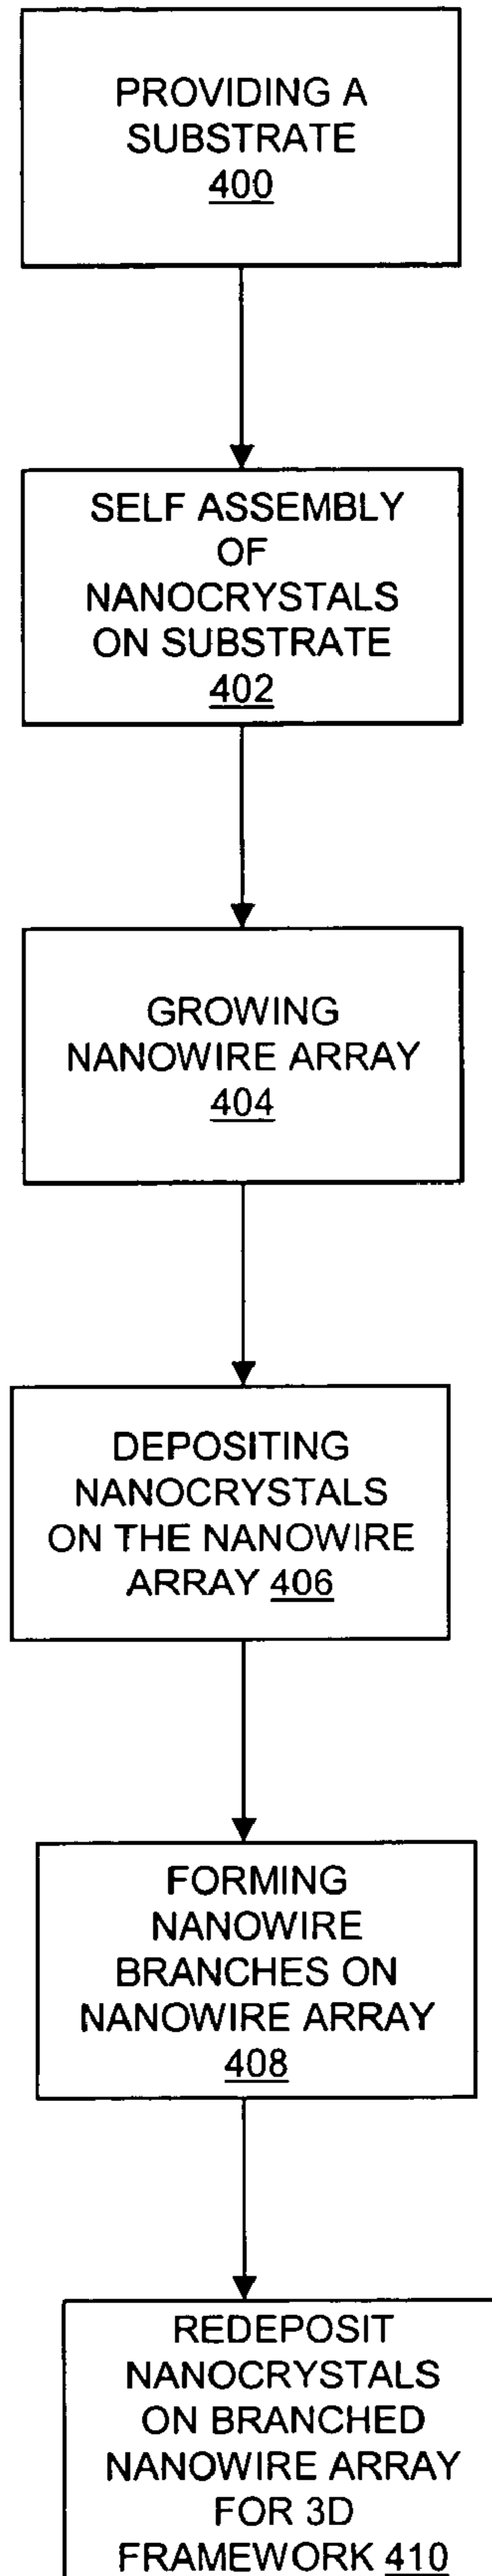 PROVIDING A
SUBSTRATE
400
SELF ASSEMBLY
OF
NANOCRYSTALS
ON SUBSTRATE
402
GROWING
NANOWIRE ARRAY
404
DEPOSITING
NANOCRYSTALS
ON THE NANOWIRE
ARRAY 406
FORMING
NANOWIRE
BRANCHES ON
NANOWIRE ARRAY
408
REDEPOSIT
NANOCRYSTALS
ON BRANCHED
NANOWIRE ARRAY
FOR 3D
FRAMEWORK 410